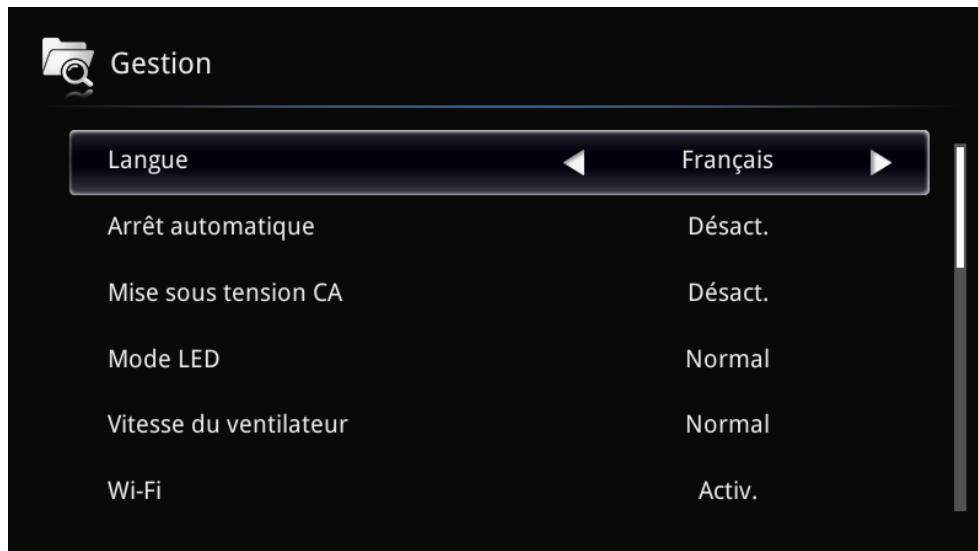 Gestion
Langue Français
Arrêt automatique Désact.
Mise sous tension CA Désact.
Mode LED Normal
Vitesse du ventilateur Normal
Wi-Fi Activ.